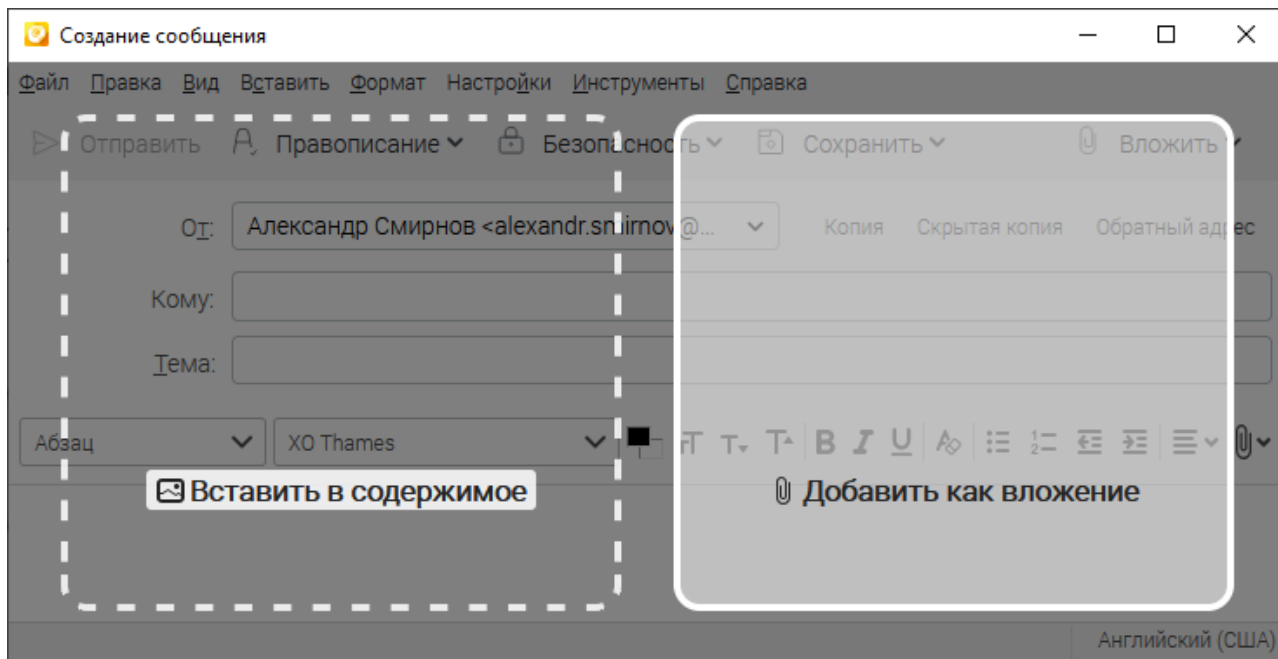 Создание сообщения
Файл Правка Вид Вставить Формат Настройки Инструменты Справка
Отправить Правописание Безопасность Сохранить Вложить
От: Александр Смирнов <alexandr.smirnov@... Копия Скрытая копия Обратный адрес
Кому:
Тема:
Абзац XO Thames
Вставить в содержимое Добавить как вложение
Английский (США)